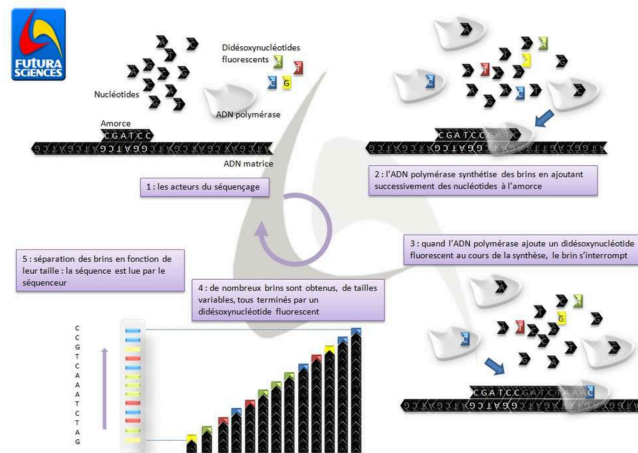 FUTURA
SCIENCES
Didésoxynucléotides
fluorescents
Nucléotides
ADN polymérase
Amorce
CGATCC
ADN matrice
1 : les acteurs du séquençage
CGATCC
2 : l'ADN polymérase synthétise des brins en ajoutant
successivement des nucléotides à l'amorce
3 : quand l'ADN polymérase ajoute un didésoxynucléotide
fluorescent au cours de la synthèse, le brin s'interrompt
CGATCC
5 : séparation des brins en fonction de
leur taille : la séquence est lue par le
séquenceur
4 : de nombreux brins sont obtenus, de tailles
variables, tous terminés par un
didésoxynucléotide fluorescent
C
C
G
T
C
A
A
A
T
C
T
A
G